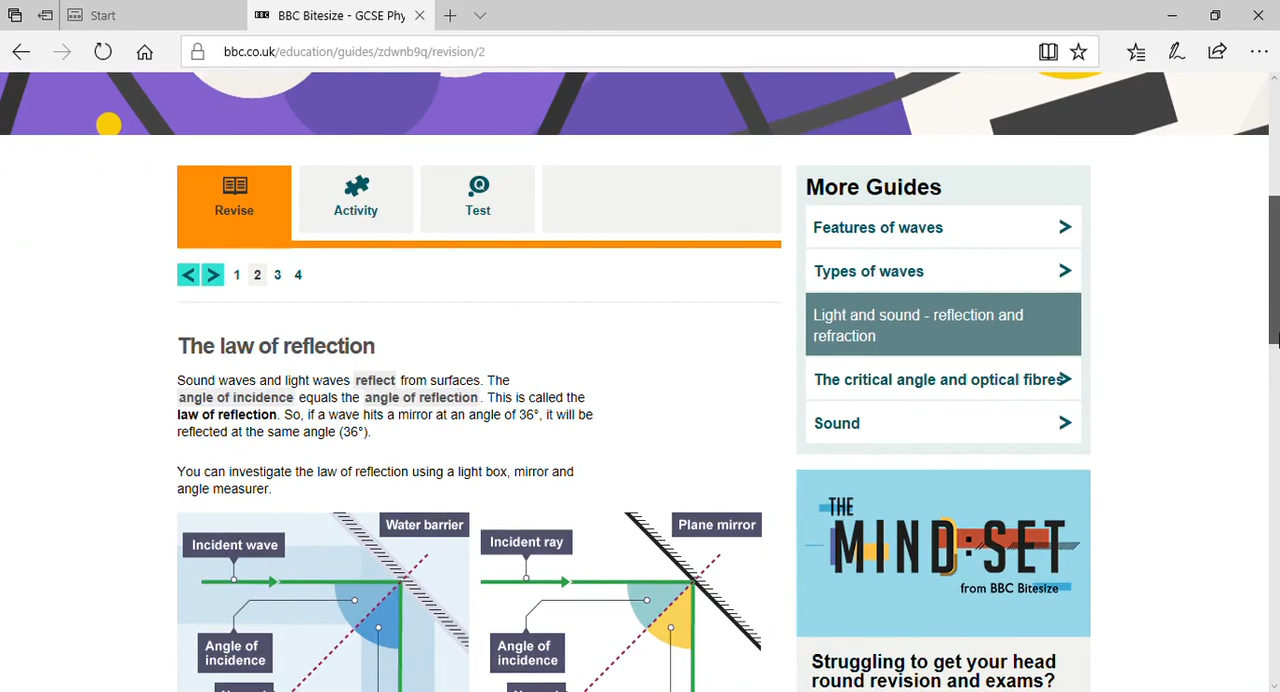 Start
BBC BBC Bitesize - GCSE Phy
bbc.co.uk/education/guides/zdwnb9q/revision/2
Revise
Activity
Test
< > 1 2 3 4
The law of reflection
Sound waves and light waves reflect from surfaces. The
angle of incidence equals the angle of reflection. This is called the
law of reflection. So, if a wave hits a mirror at an angle of 36°, it will be
reflected at the same angle (36°).
You can investigate the law of reflection using a light box, mirror and
angle measurer.
Water barrier
Incident wave
Angle of
incidence
Plane mirror
Incident ray
Angle of
incidence
More Guides
Features of waves
Types of waves
Light and sound - reflection and
refraction
The critical angle and optical fibres
Sound
THE
MIND:SET
from BBC Bitesize
Struggling to get your head
round revision and exams?